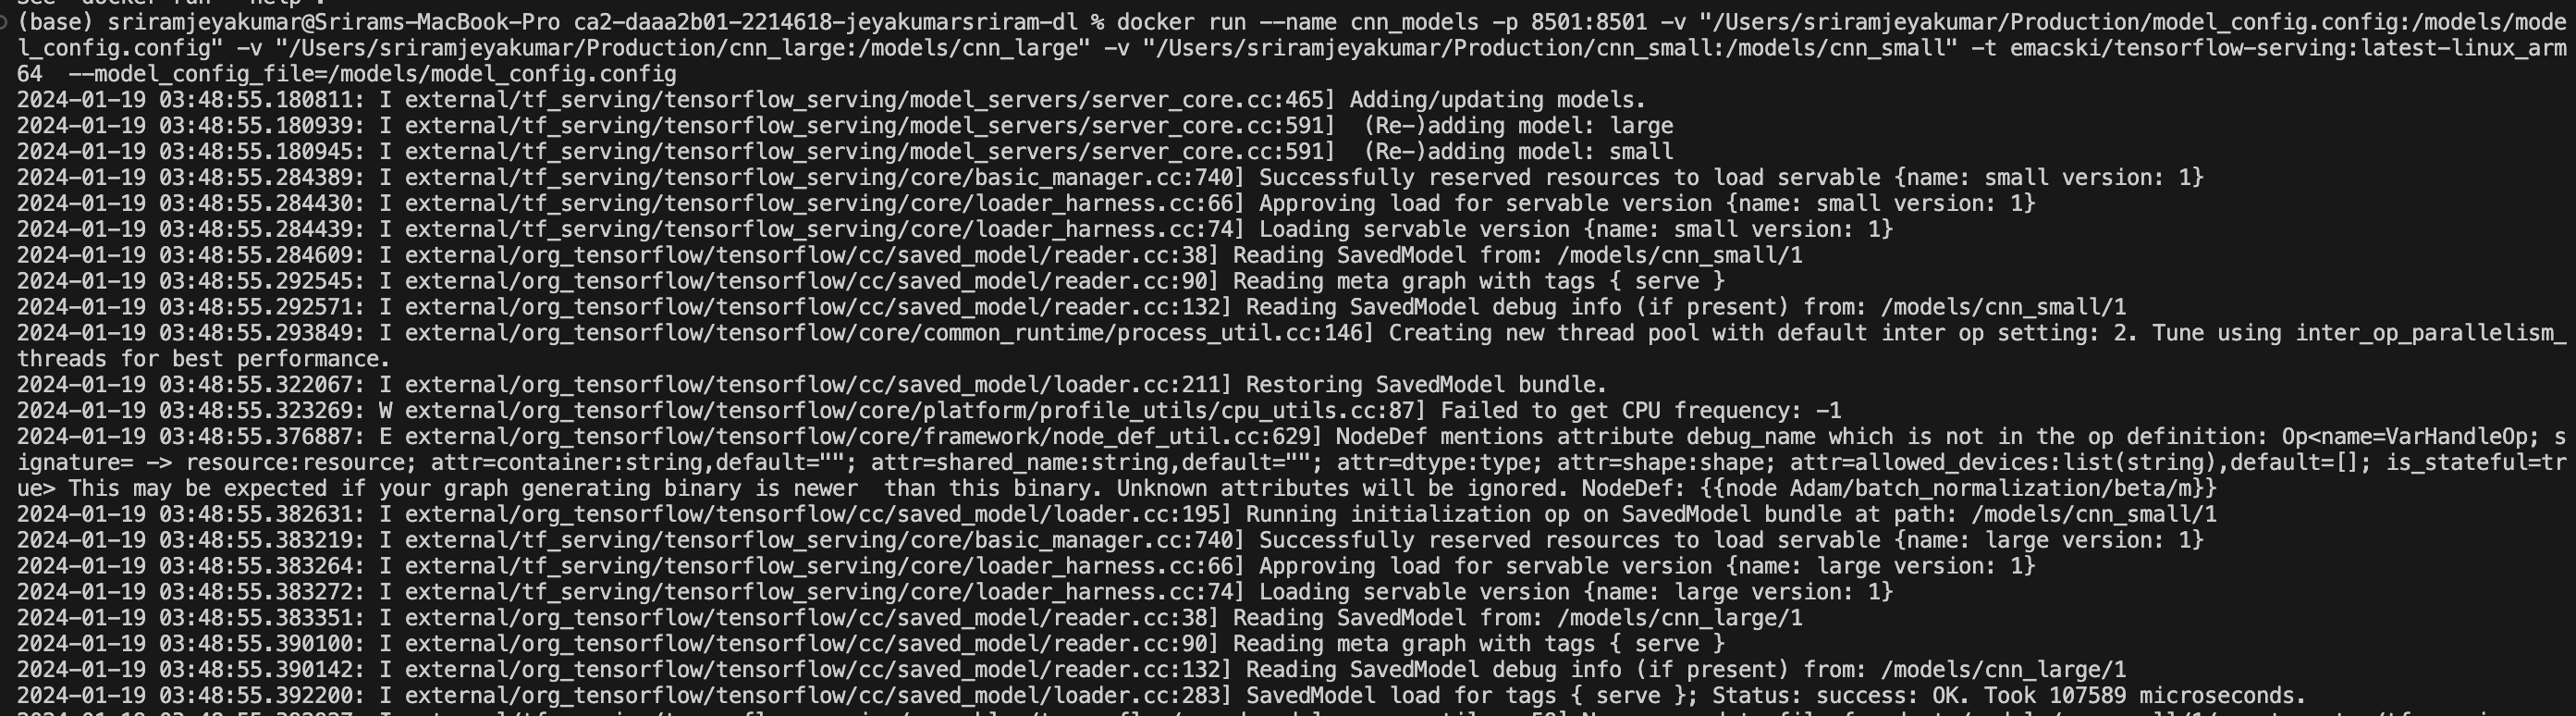 (base) sriramjeyakumar@Srirams-MacBook-Pro ca2-daaa2b01-2214618-jeyakumarsriram-dl % docker run --name cnn_models -p 8501:8501 -v "/Users/sriramjeyakumar/Production/model_config.config:/models/mode
l_config.config" -v "/Users/sriramjeyakumar/Production/cnn_large:/models/cnn_large" -v "/Users/sriramjeyakumar/Production/cnn_small:/models/cnn_small" -t emacski/tensorflow-serving:latest-linux_arm
64  --model_config_file=/models/model_config.config
2024-01-19 03:48:55.180811: I external/tf_serving/tensorflow_serving/model_servers/server_core.cc:465] Adding/updating models.
2024-01-19 03:48:55.180939: I external/tf_serving/tensorflow_serving/model_servers/server_core.cc:591]  (Re-)adding model: large
2024-01-19 03:48:55.180945: I external/tf_serving/tensorflow_serving/model_servers/server_core.cc:591]  (Re-)adding model: small
2024-01-19 03:48:55.284389: I external/tf_serving/tensorflow_serving/core/basic_manager.cc:740] Successfully reserved resources to load servable {name: small version: 1}
2024-01-19 03:48:55.284430: I external/tf_serving/tensorflow_serving/core/loader_harness.cc:66] Approving load for servable version {name: small version: 1}
2024-01-19 03:48:55.284439: I external/tf_serving/tensorflow_serving/core/loader_harness.cc:74] Loading servable version {name: small version: 1}
2024-01-19 03:48:55.284609: I external/org_tensorflow/tensorflow/cc/saved_model/reader.cc:38] Reading SavedModel from: /models/cnn_small/1
2024-01-19 03:48:55.292545: I external/org_tensorflow/tensorflow/cc/saved_model/reader.cc:90] Reading meta graph with tags { serve }
2024-01-19 03:48:55.292571: I external/org_tensorflow/tensorflow/cc/saved_model/reader.cc:132] Reading SavedModel debug info (if present) from: /models/cnn_small/1
2024-01-19 03:48:55.293849: I external/org_tensorflow/tensorflow/core/common_runtime/process_util.cc:146] Creating new thread pool with default inter op setting: 2. Tune using inter_op_parallelism_
threads for best performance.
2024-01-19 03:48:55.322067: I external/org_tensorflow/tensorflow/cc/saved_model/loader.cc:211] Restoring SavedModel bundle.
2024-01-19 03:48:55.323269: W external/org_tensorflow/tensorflow/core/platform/profile_utils/cpu_utils.cc:87] Failed to get CPU frequency: -1
2024-01-19 03:48:55.376887: E external/org_tensorflow/tensorflow/core/framework/node_def_util.cc:629] NodeDef mentions attribute debug_name which is not in the op definition: Op<name=VarHandleOp; s
ignature= -> resource:resource; attr=container:string,default=""; attr=shared_name:string,default=""; attr=dtype:type; attr=shape:shape; attr=allowed_devices:list(string),default=[]; is_stateful=tr
ue> This may be expected if your graph generating binary is newer  than this binary. Unknown attributes will be ignored. NodeDef: {{node Adam/batch_normalization/beta/m}}
2024-01-19 03:48:55.382631: I external/org_tensorflow/tensorflow/cc/saved_model/loader.cc:195] Running initialization op on SavedModel bundle at path: /models/cnn_small/1
2024-01-19 03:48:55.383219: I external/tf_serving/tensorflow_serving/core/basic_manager.cc:740] Successfully reserved resources to load servable {name: large version: 1}
2024-01-19 03:48:55.383264: I external/tf_serving/tensorflow_serving/core/loader_harness.cc:66] Approving load for servable version {name: large version: 1}
2024-01-19 03:48:55.383272: I external/tf_serving/tensorflow_serving/core/loader_harness.cc:74] Loading servable version {name: large version: 1}
2024-01-19 03:48:55.383351: I external/org_tensorflow/tensorflow/cc/saved_model/reader.cc:38] Reading SavedModel from: /models/cnn_large/1
2024-01-19 03:48:55.390100: I external/org_tensorflow/tensorflow/cc/saved_model/reader.cc:90] Reading meta graph with tags { serve }
2024-01-19 03:48:55.390142: I external/org_tensorflow/tensorflow/cc/saved_model/reader.cc:132] Reading SavedModel debug info (if present) from: /models/cnn_large/1
2024-01-19 03:48:55.392200: I external/org_tensorflow/tensorflow/cc/saved_model/loader.cc:283] SavedModel load for tags { serve }; Status: success: OK. Took 107589 microseconds.